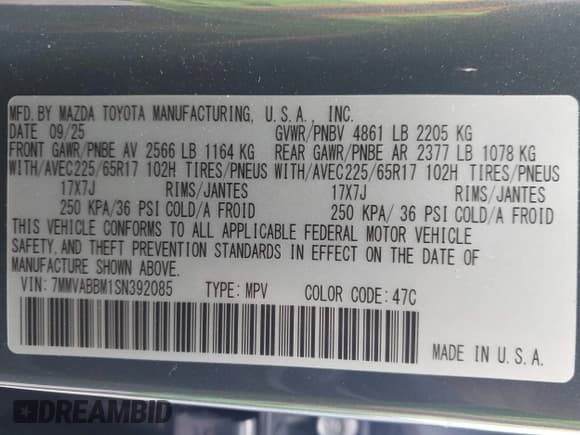 MFD.BY MAZDA TOYOTA MANUFACTURING, U.S.A., INC.
DATE 09/25 GVWR/PNBV 4861 LB 2205 KG
FRONT GAWR/PNBE AV 2566 LB 1164 KG REAR GAWR/PNBE AR 2377 LB 1078 KG
WITH/AVEC225/65R17 102H TIRES/PNEUS WITH/AVEC225/65R17 102H TIRES/PNEUS
17X7J RIMS/JANTES 17X7J RIMS/JANTES
250 KPA/36 PSI COLD/A FROID 250 KPA/ 36 PSI COLD/A FROID
THIS VEHICLE CONFORMS TO ALL APPLICABLE FEDERAL MOTOR VEHICLE
SAFETY,AND THEFT PREVENTION STANDARDS IN EFFECT ON THE DATE OF
MANUFACTURE SHOWN ABOVE.
VIN: 7MMVABBM1SN392085 TYPE: MPV COLOR CODE: 47C
MADE IN U.S.A.
DREAMBID